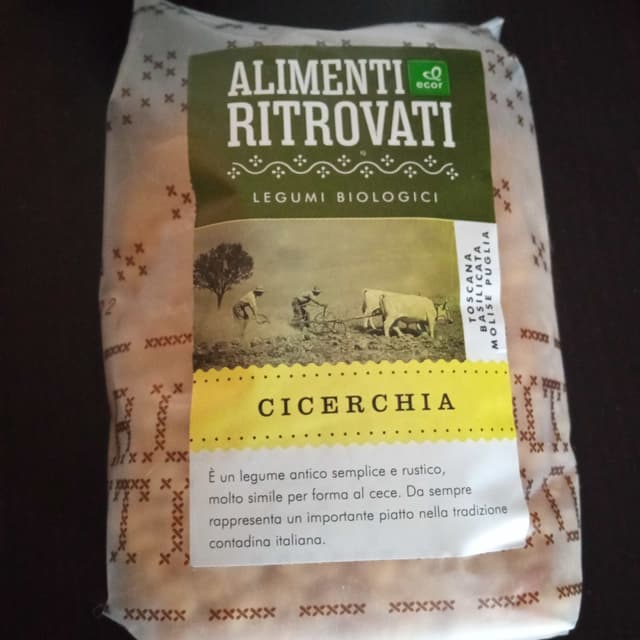 ALIMENTI
ecor
RITROVATI
LEGUMI BIOLOGICI
TOSCANA
BASILICATA
MOLISE PUGLIA
CICERCHIA
È un legume antico semplice e rustico,
molto simile per forma al cece. Da sempre
rappresenta un importante piatto nella tradizione
contadina italiana.